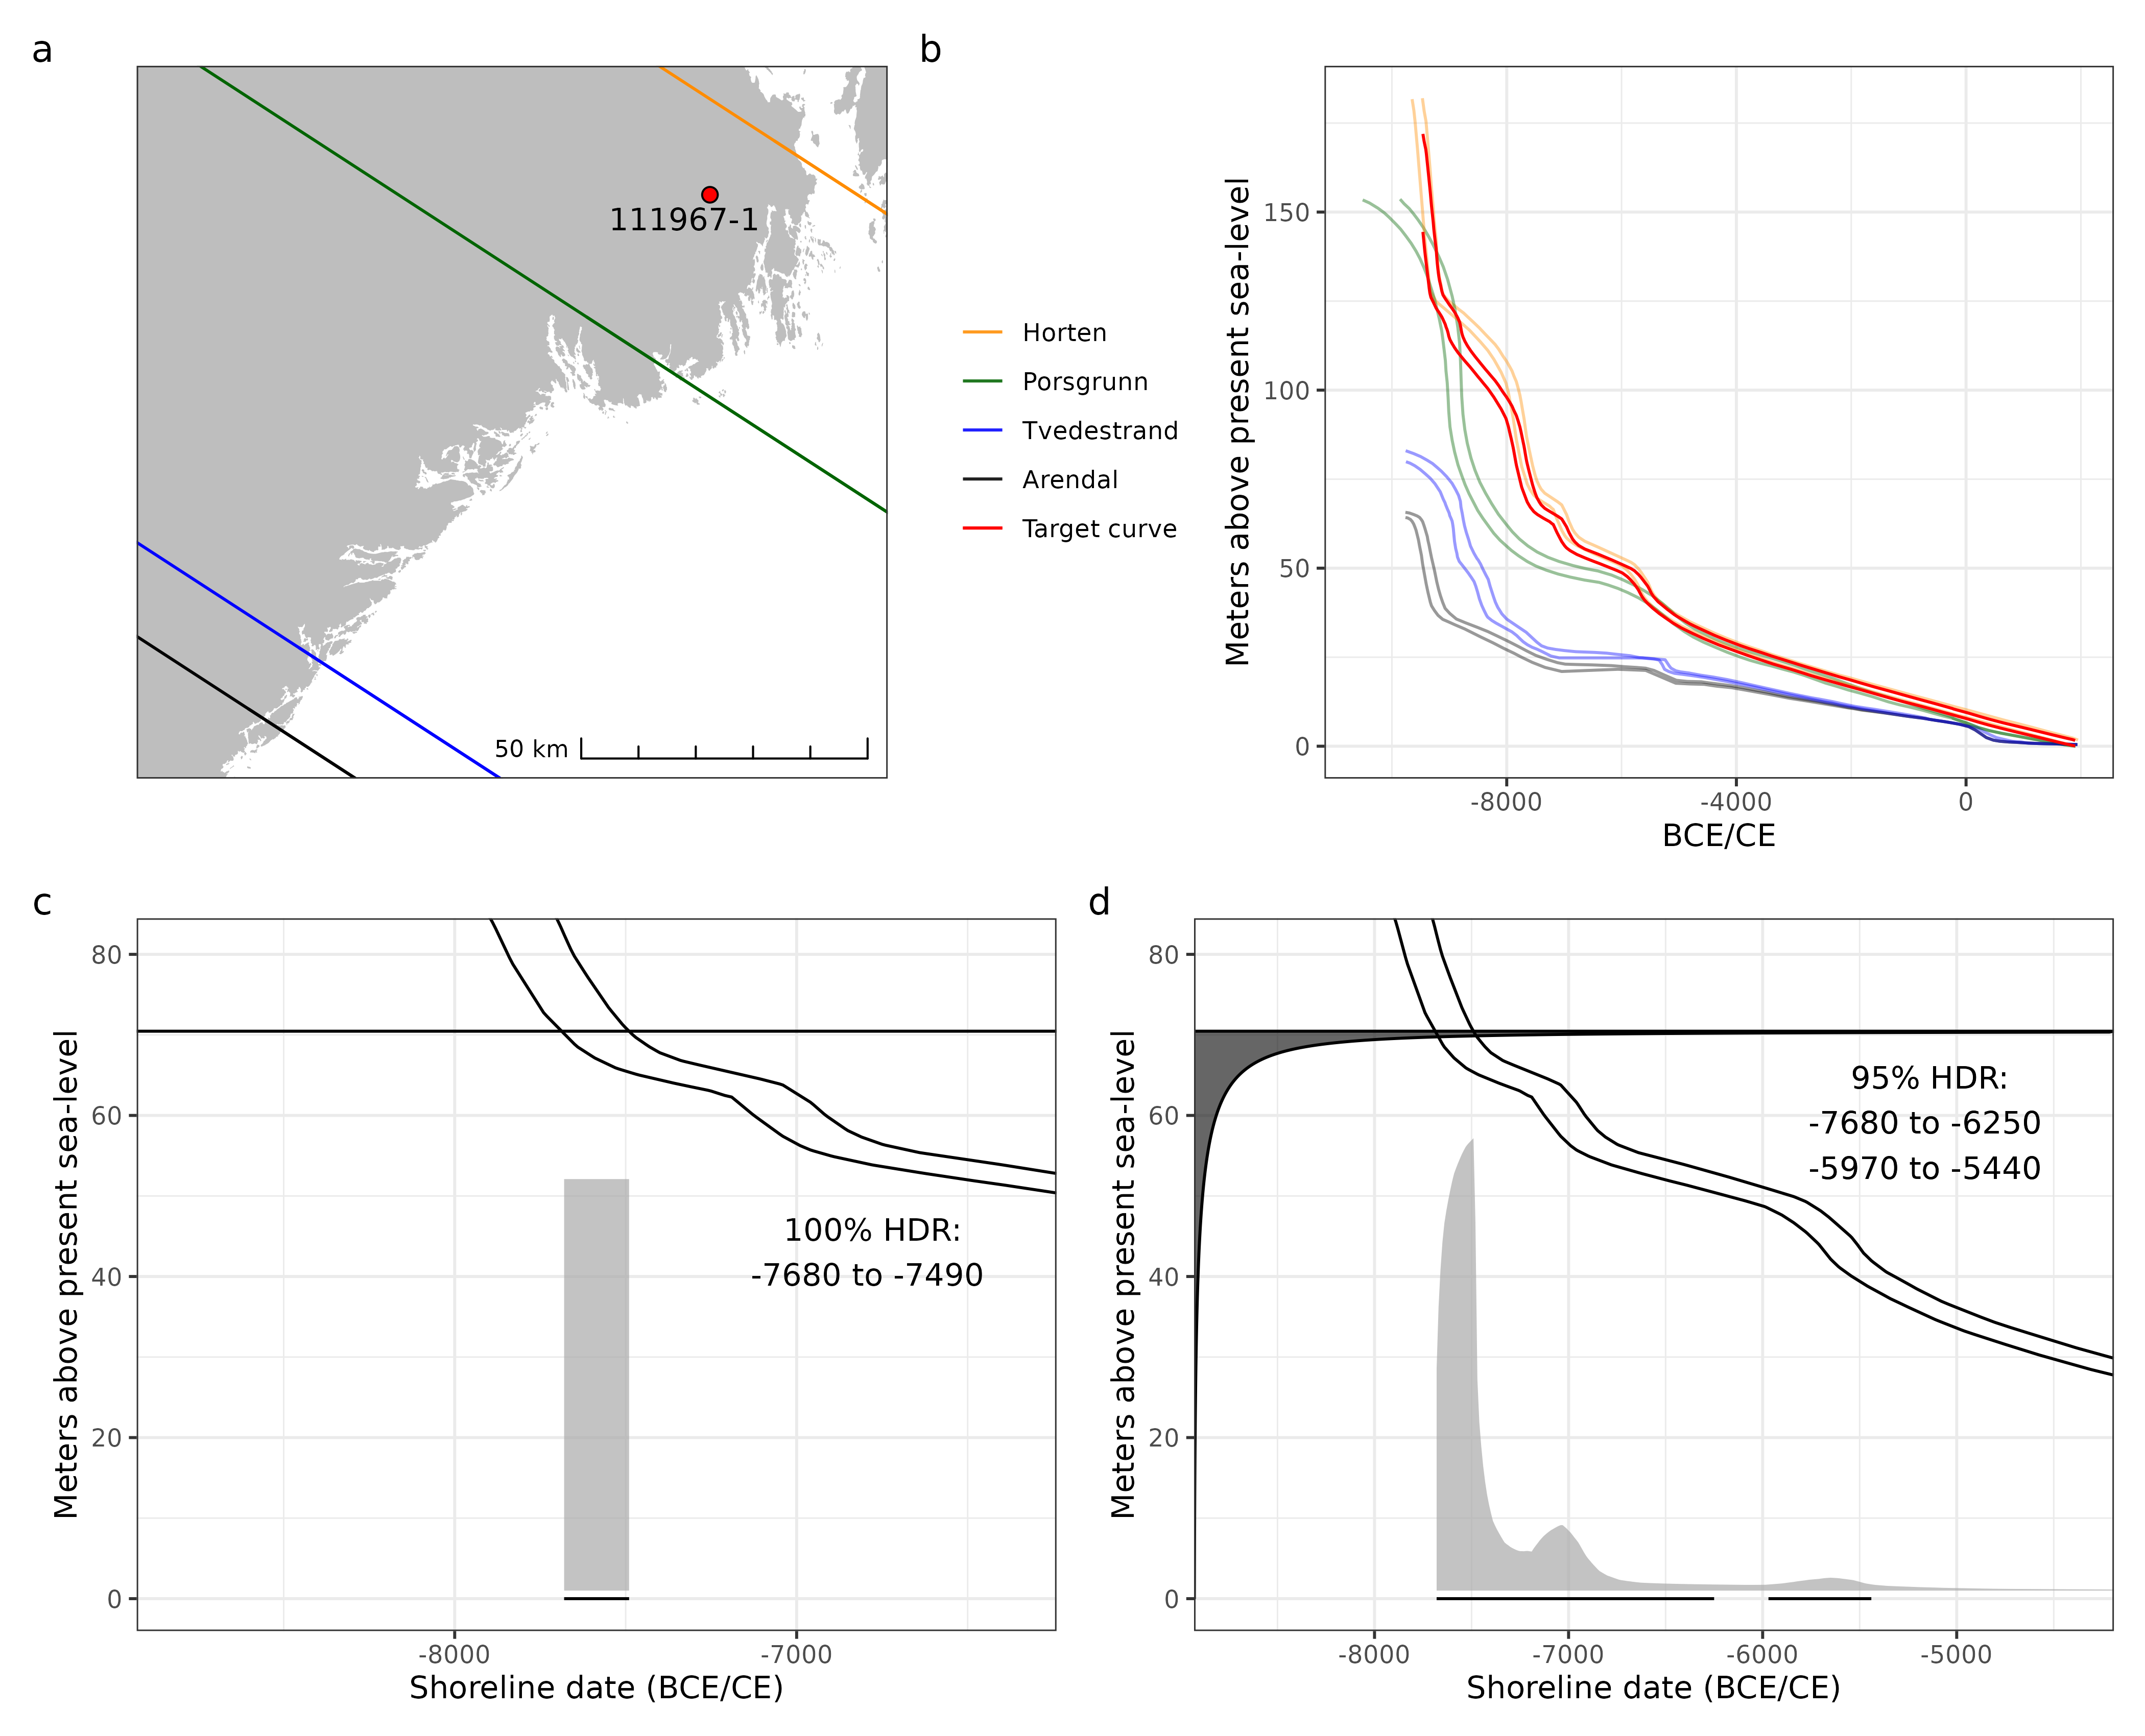 a
111967-1
50 km
b
Horten
Porsgrunn
Tvedestrand
Arendal
Target curve
Meters above present sea-level
150
100
50
0
-8000
-4000
0
BCE/CE
c
Meters above present sea-level
80
60
40
20
0
100% HDR:
-7680 to -7490
-8000
-7000
Shoreline date (BCE/CE)
d
Meters above present sea-level
80
60
40
20
0
95% HDR:
-7680 to -6250
-5970 to -5440
-8000
-7000
-6000
-5000
Shoreline date (BCE/CE)